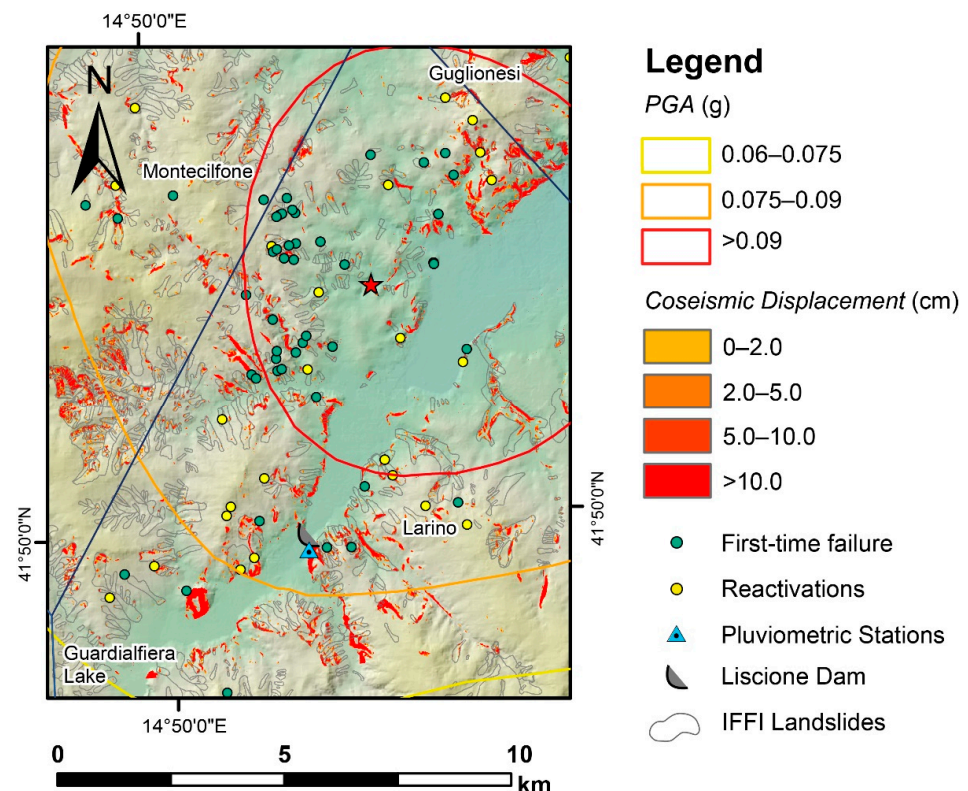 14°50'0"E
N
Guglionesi
Montecilfone
Larino
Guardialfiera
Lake
41°50'0"N
41°50'0"N
14°50'0"E
0 5 10
km
Legend
PGA (g)
0.06–0.075
0.075–0.09
>0.09
Coseismic Displacement (cm)
0–2.0
2.0–5.0
5.0–10.0
>10.0
First-time failure
Reactivations
Pluviometric Stations
Liscione Dam
IFFI Landslides